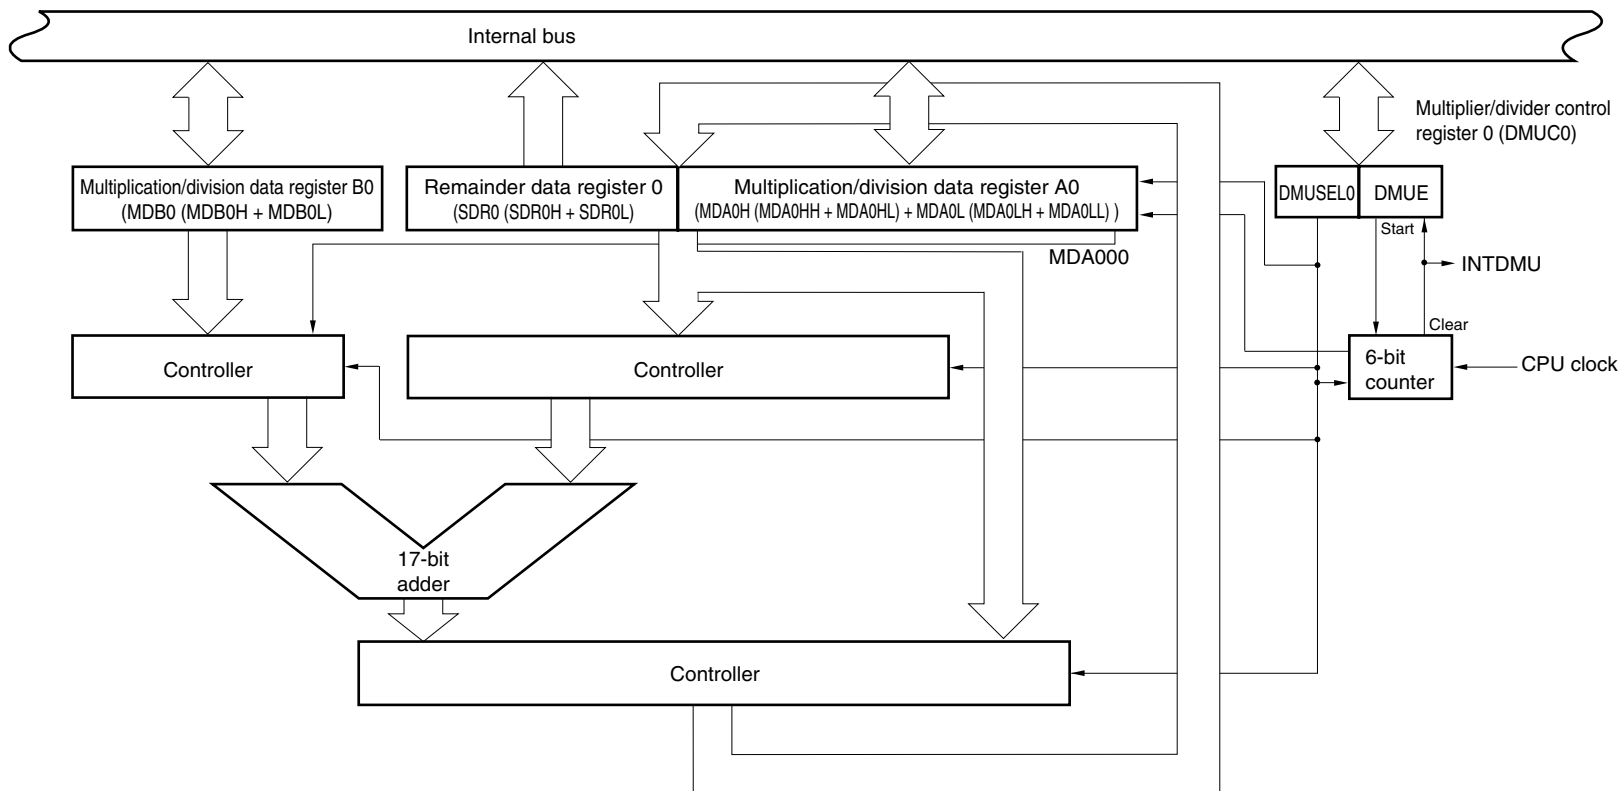 Internal bus
Multiplier/divider control
register 0 (DMUC0)
Multiplication/division data register B0
(MDB0 (MDB0H + MDB0L)
Remainder data register 0
(SDR0 (SDR0H + SDR0L)
Multiplication/division data register A0
(MDA0H (MDA0HH + MDA0HL) + MDA0L (MDA0LH + MDA0LL) )
DMUSEL0
DMUE
Start
MDA000
INTDMU
Clear
Controller
Controller
6-bit
counter
CPU clock
17-bit
adder
Controller